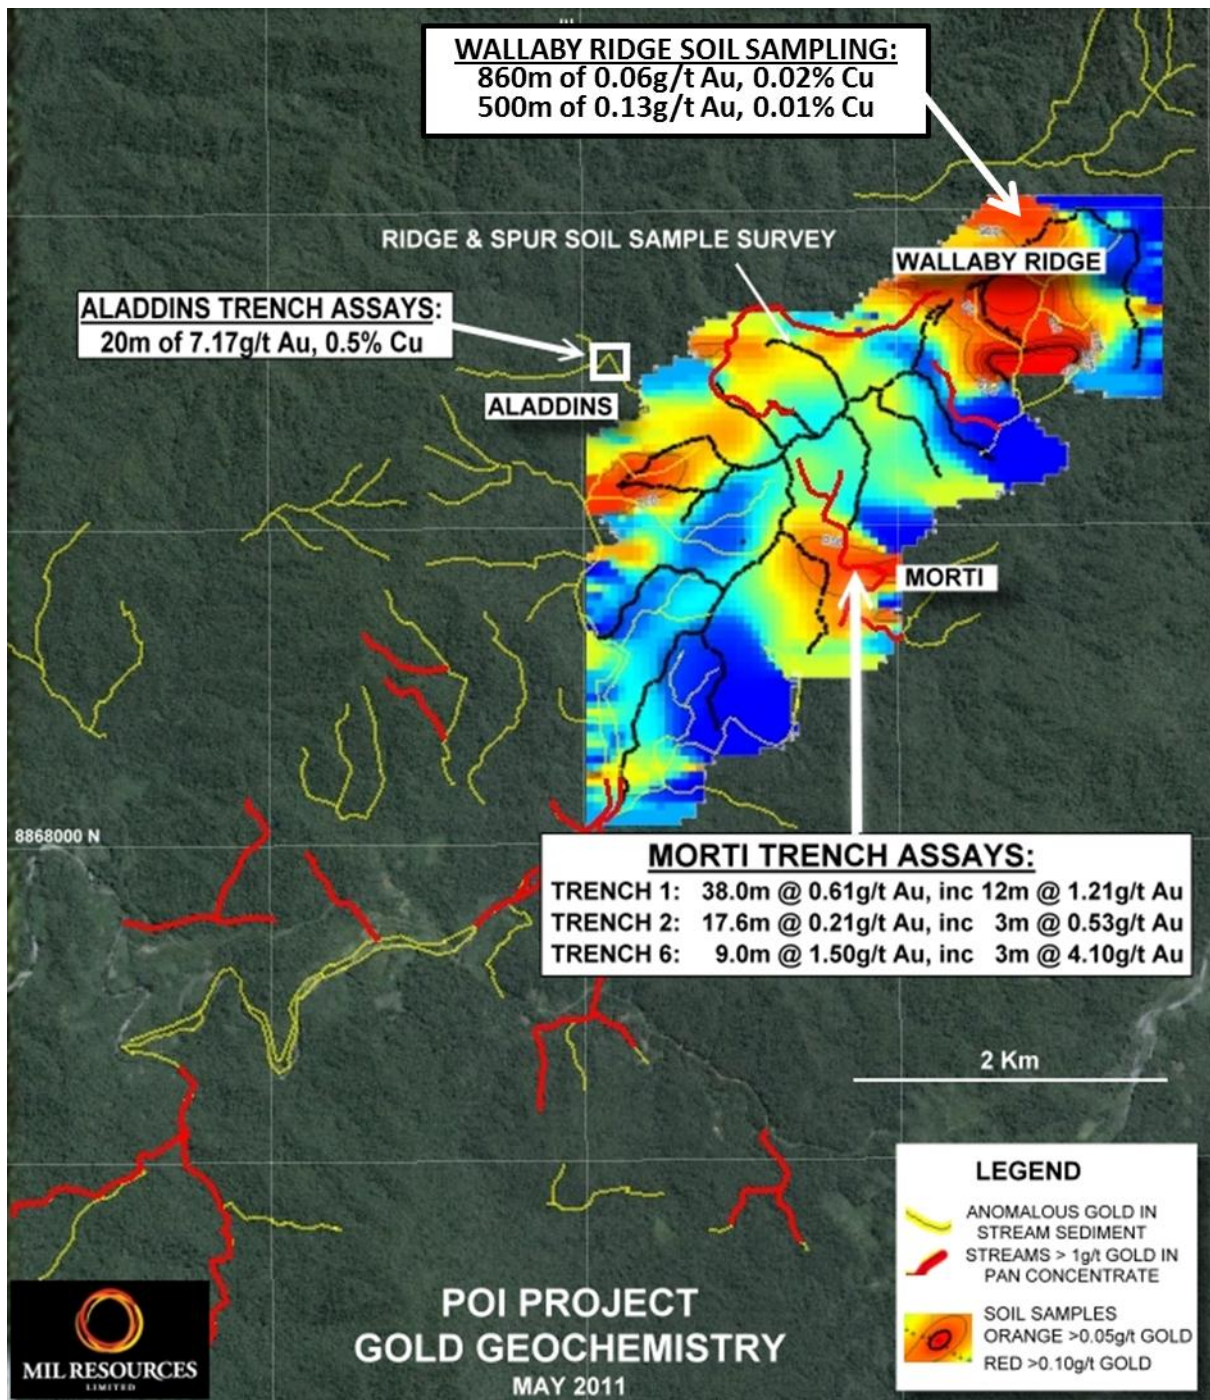 WALLABY RIDGE SOIL SAMPLING:
860m of 0.06g/t Au, 0.02% Cu
500m of 0.13g/t Au, 0.01% Cu
RIDGE & SPUR SOIL SAMPLE SURVEY
WALLABY RIDGE
ALADDINS TRENCH ASSAYS:
20m of 7.17g/t Au, 0.5% Cu
ALADDINS
MORTI
8868000 N
MORTI TRENCH ASSAYS:
TRENCH 1: 38.0m @ 0.61g/t Au, inc 12m @ 1.21g/t Au
TRENCH 2: 17.6m @ 0.21g/t Au, inc 3m @ 0.53g/t Au
TRENCH 6: 9.0m @ 1.50g/t Au, inc 3m @ 4.10g/t Au
2 Km
LEGEND
ANOMALOUS GOLD IN
STREAM SEDIMENT
STREAMS > 1g/t GOLD IN
PAN CONCENTRATE
SOIL SAMPLES
ORANGE >0.05g/t GOLD
RED >0.10g/t GOLD
POI PROJECT
GOLD GEOCHEMISTRY
MAY 2011
MIL RESOURCES
LIMITED